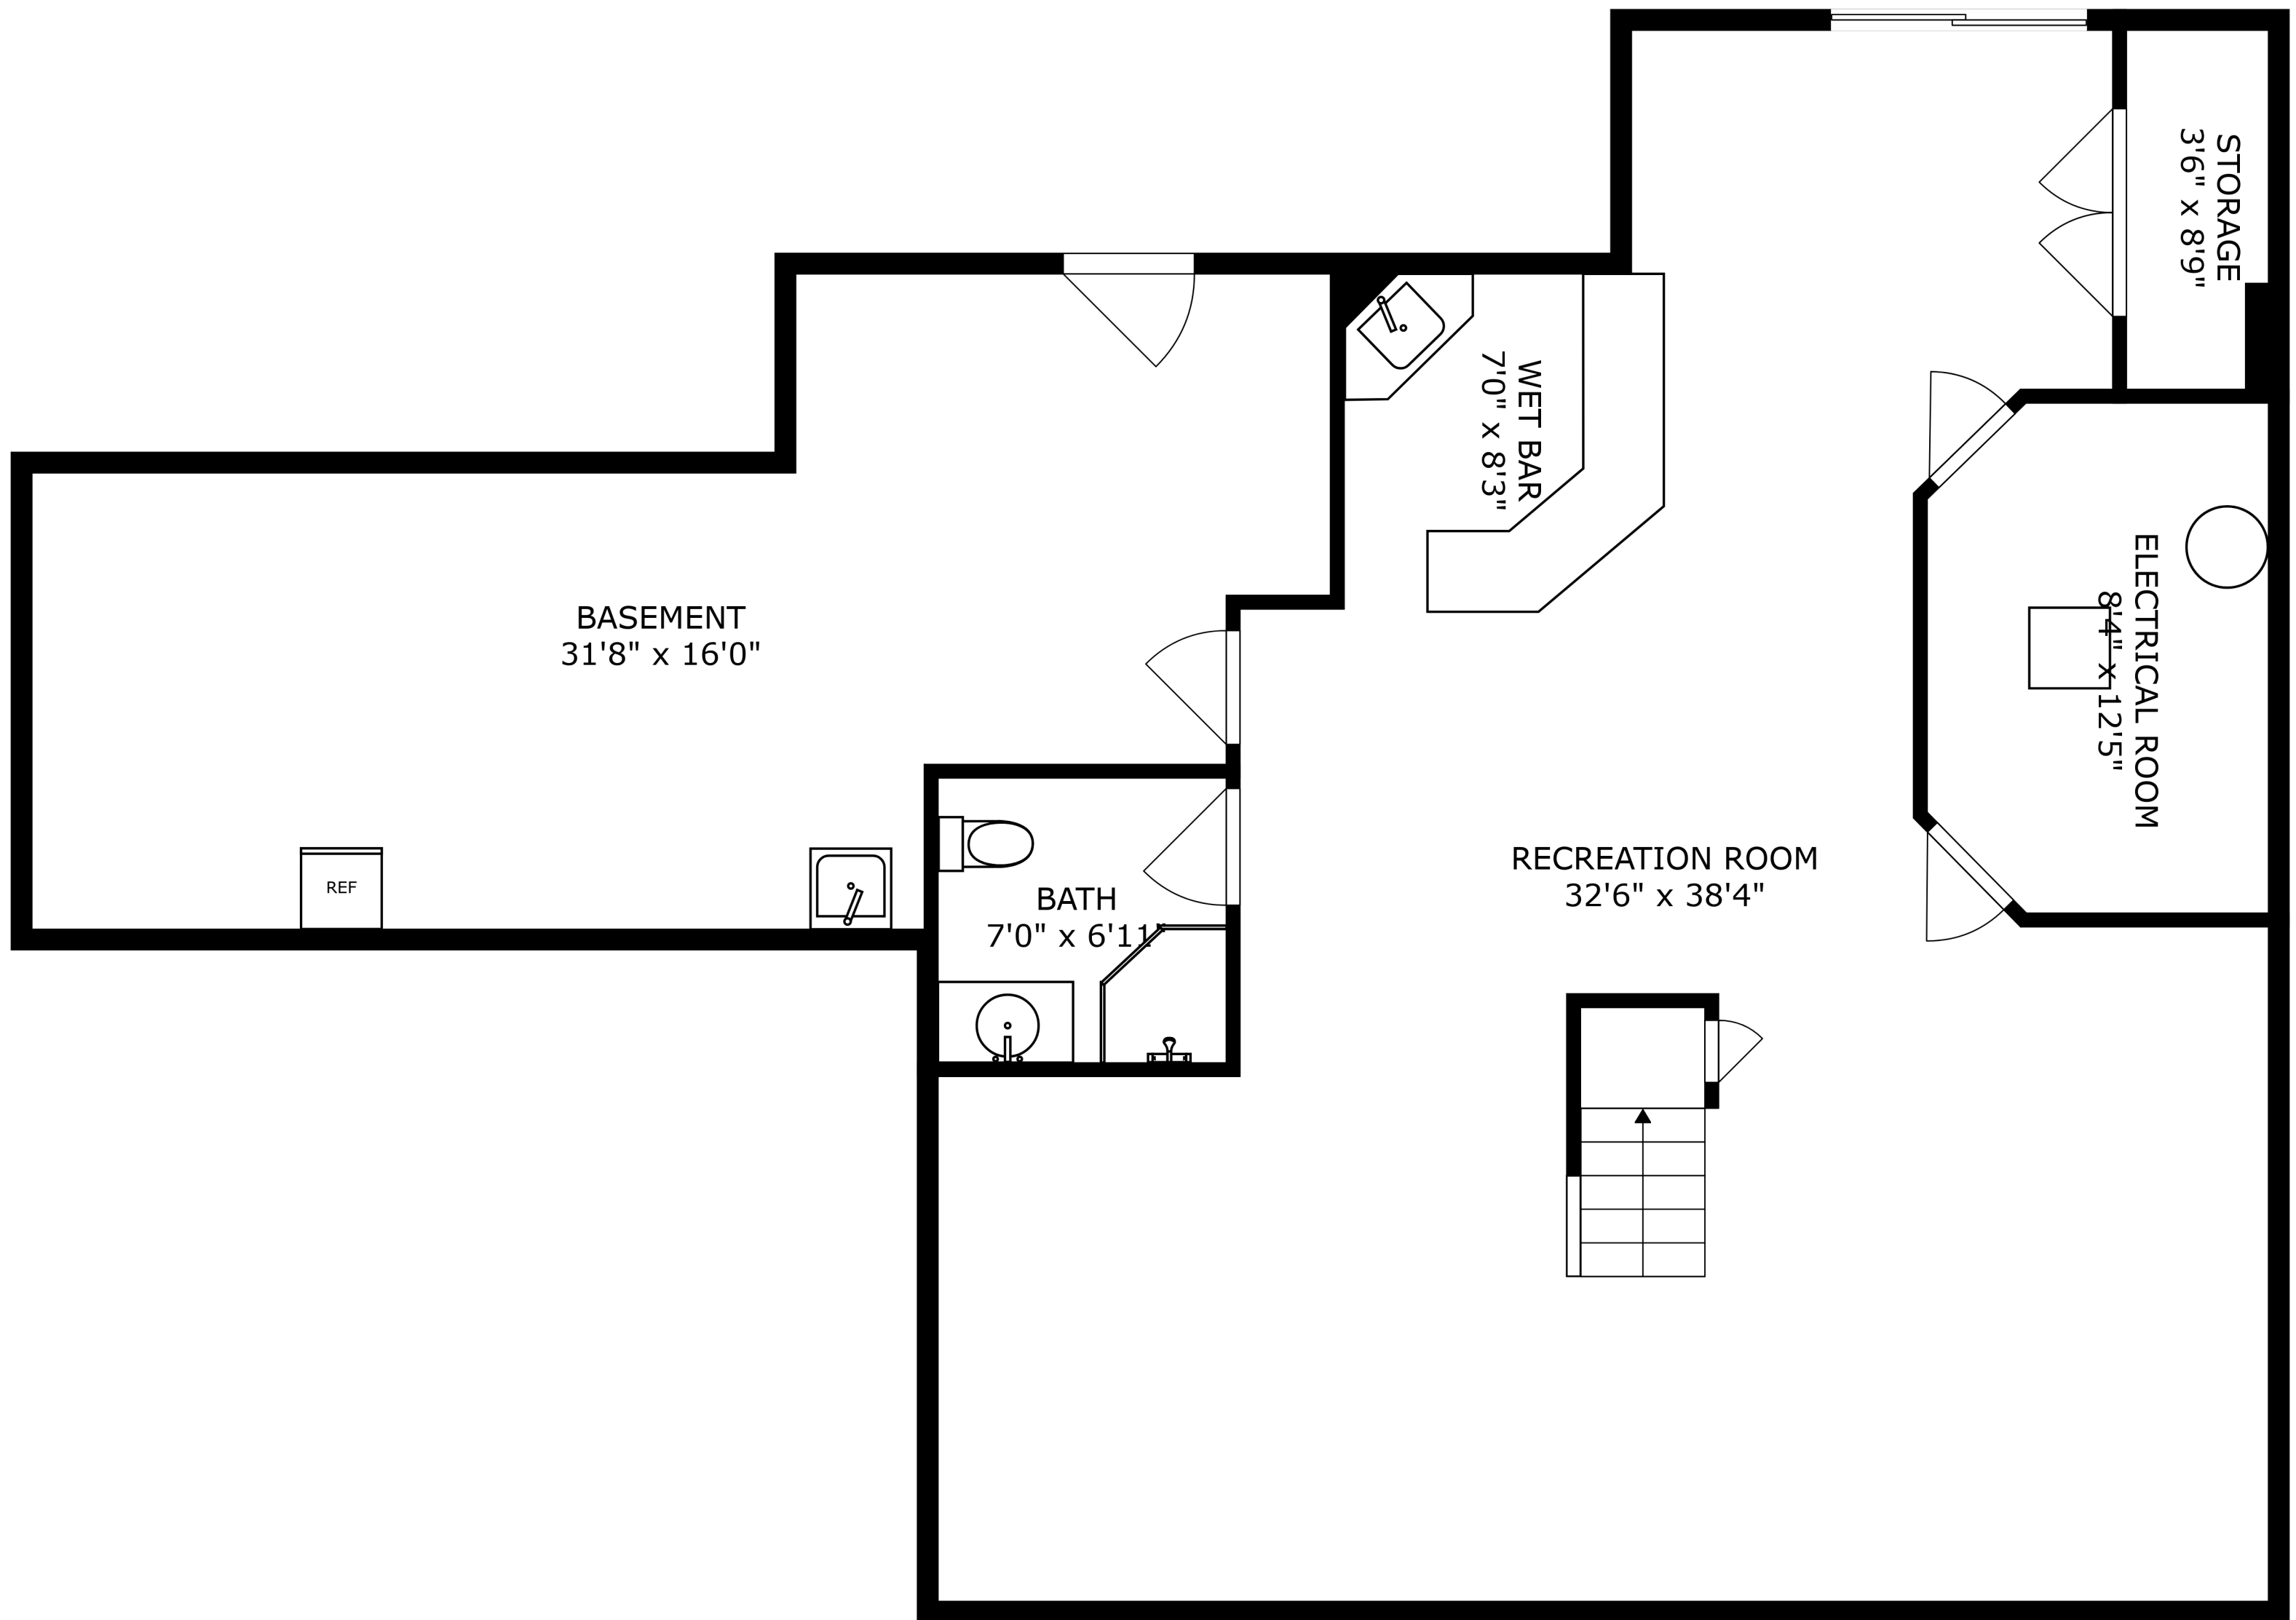 STORAGE
3'6" x 8'9"
WET BAR
7'0" x 8'3"
ELECTRICAL ROOM
8'4" x 12'5"
BASEMENT
31'8" x 16'0"
RECREATION ROOM
32'6" x 38'4"
REF
BATH
7'0" x 6'11"